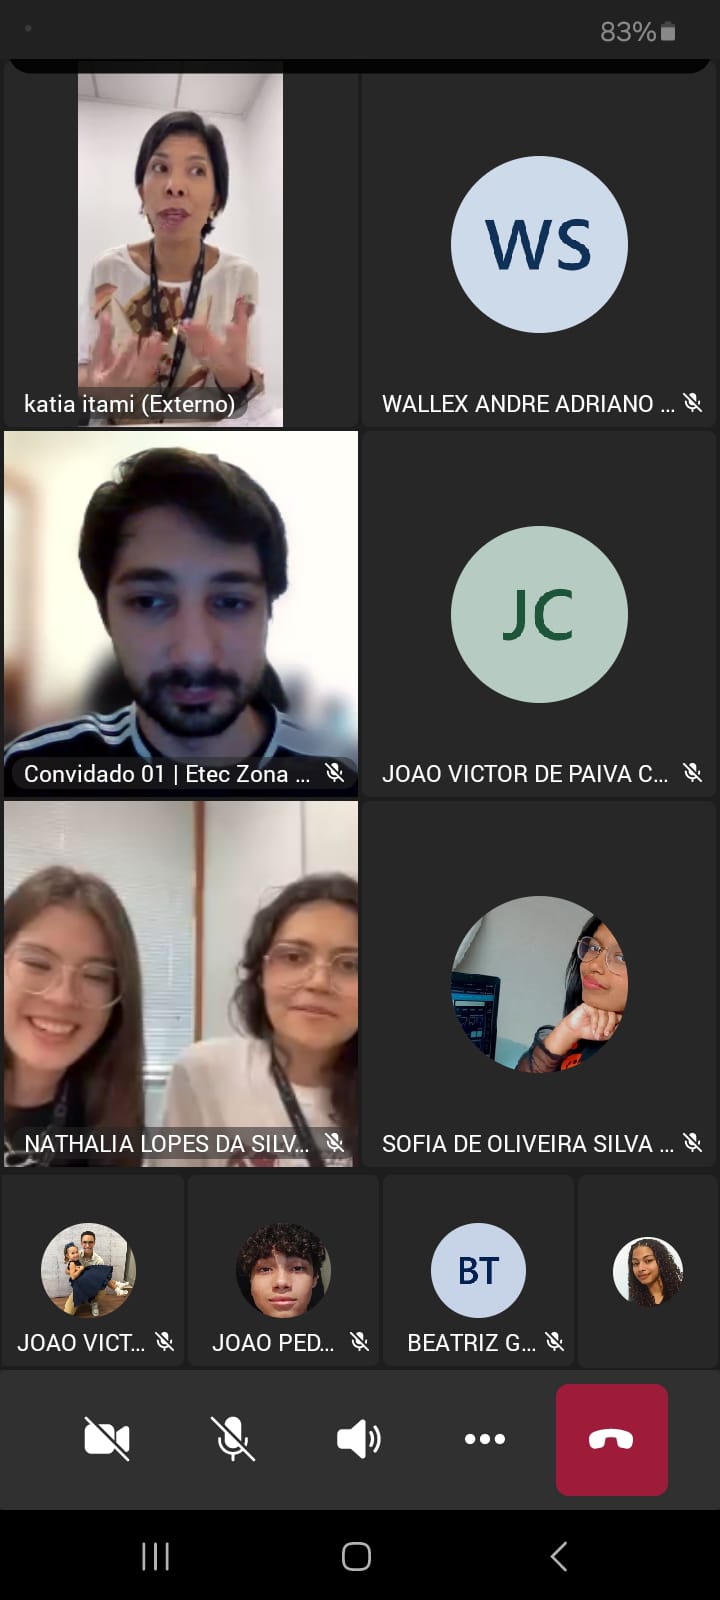 83%
katia itami (Externo)
WS
WALLEX ANDRE ADRIANO ...
Convidado 01 | Etec Zona ...
JC
JOAO VICTOR DE PAIVA C...
NATHALIA LOPES DA SILV...
SOFIA DE OLIVEIRA SILVA ...
JOAO VICT...
JOAO PED...
BT
BEATRIZ G...